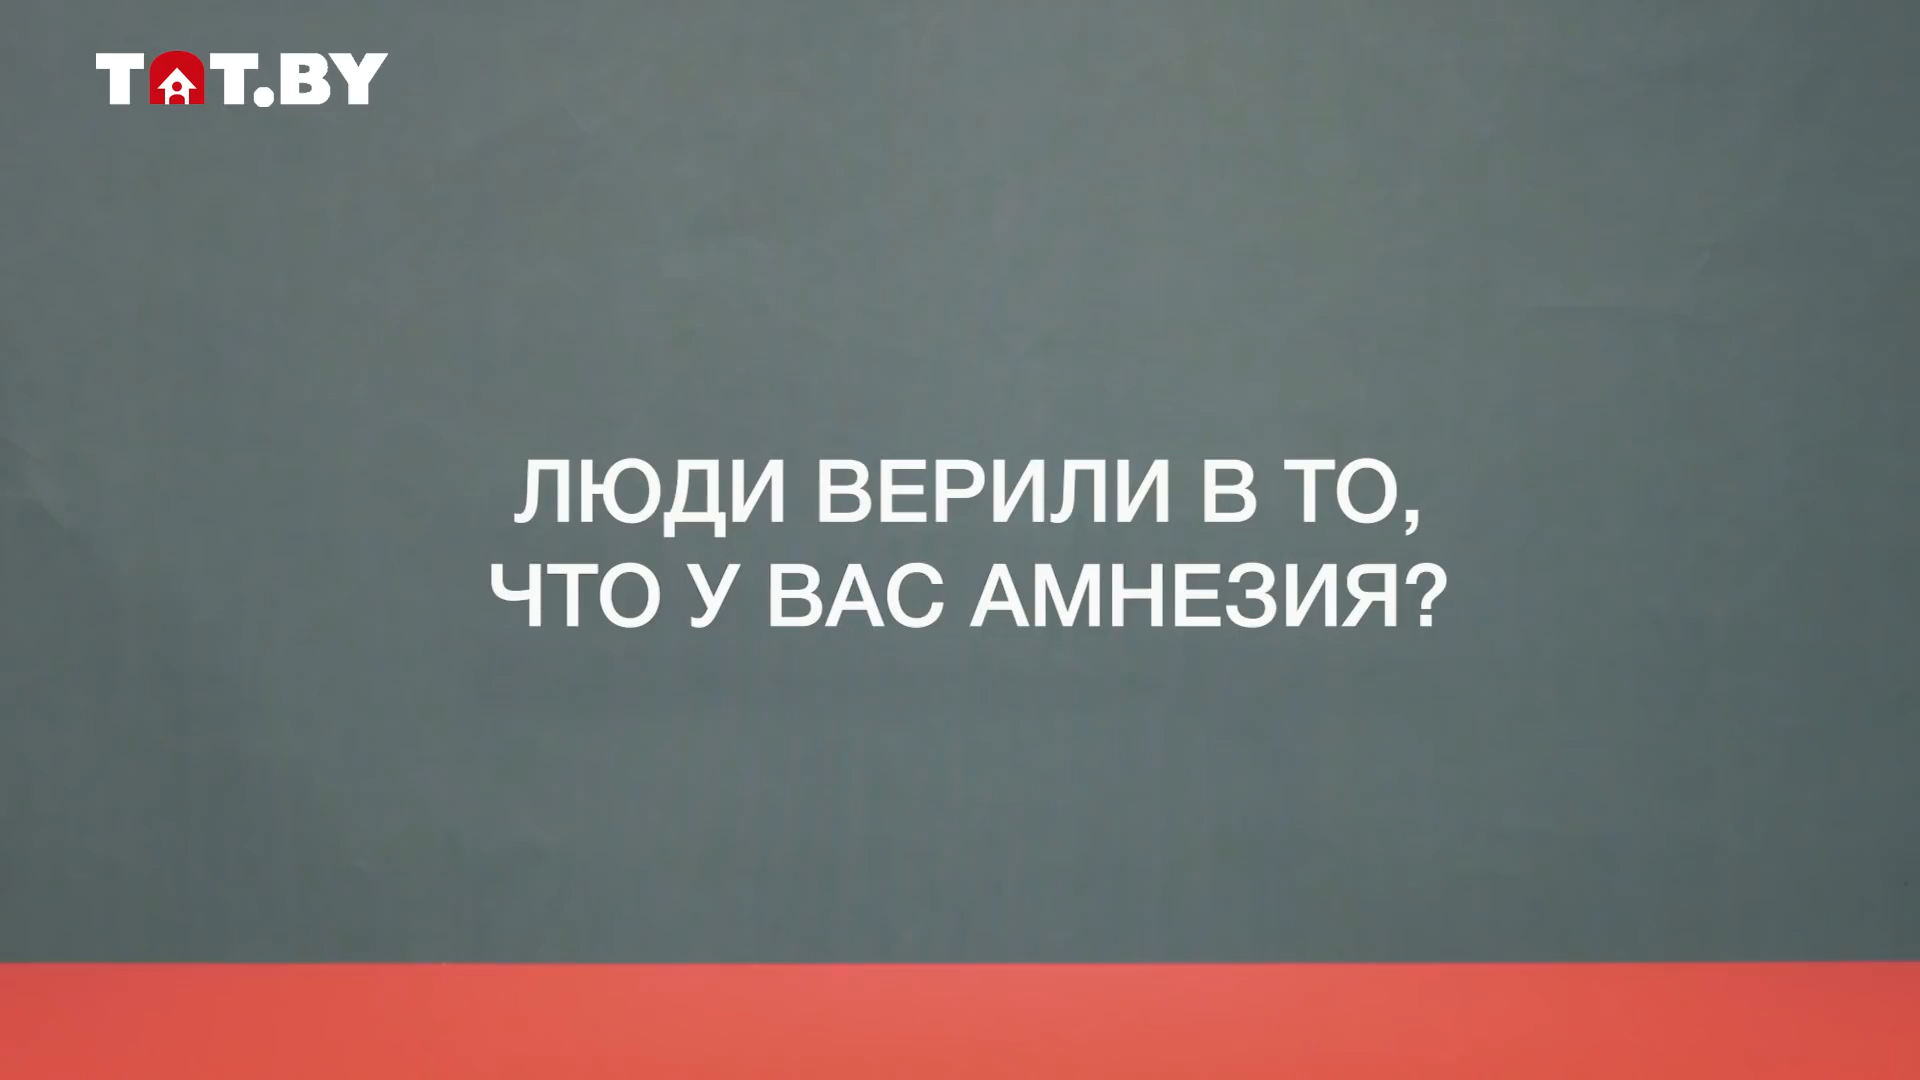 TUT.BY
ЛЮДИ ВЕРИЛИ В ТО,
ЧТО У ВАС АМНЕЗИЯ?